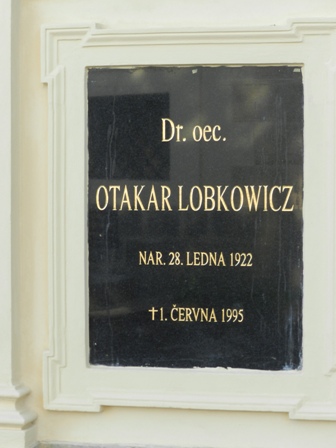 Dr. oec.
OTAKAR LOBKOWICZ
NAR. 28. LEDNA 1922
✝1. ČERVNA 1995